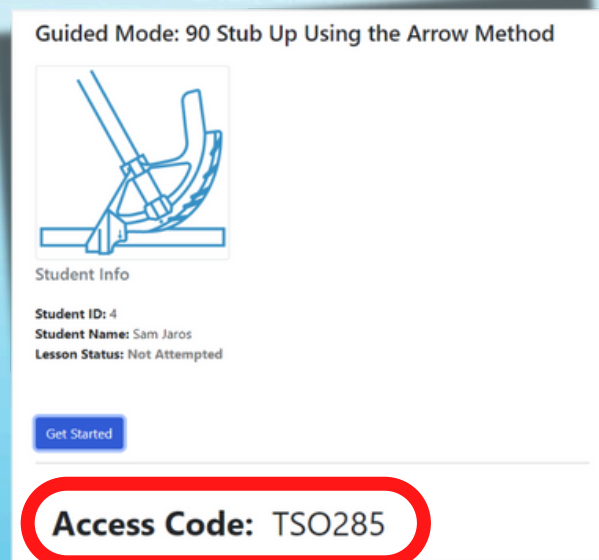 Guided Mode: 90 Stub Up Using the Arrow Method
Student Info
Student ID: 4
Student Name: Sam Jaros
Lesson Status: Not Attempted
Get Started
Access Code: TSO285